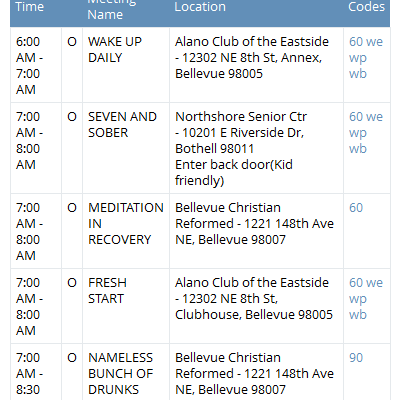 Time Meeting Name Location Codes
6:00 AM - 7:00 AM O WAKE UP DAILY Alano Club of the Eastside - 12302 NE 8th St, Annex, Bellevue 98005 60 we wp wb
7:00 AM - 8:00 AM O SEVEN AND SOBER Northshore Senior Ctr - 10201 E Riverside Dr, Bothell 98011 Enter back door(Kid friendly) 60 we wp wb
7:00 AM - 8:00 AM O MEDITATION IN RECOVERY Bellevue Christian Reformed - 1221 148th Ave NE, Bellevue 98007 60
7:00 AM - 8:00 AM O FRESH START Alano Club of the Eastside - 12302 NE 8th St, Clubhouse, Bellevue 98005 60 we wp wb
7:00 AM - 8:30 O NAMELESS BUNCH OF DRUNKS Bellevue Christian Reformed - 1221 148th Ave NE, Bellevue 98007 90